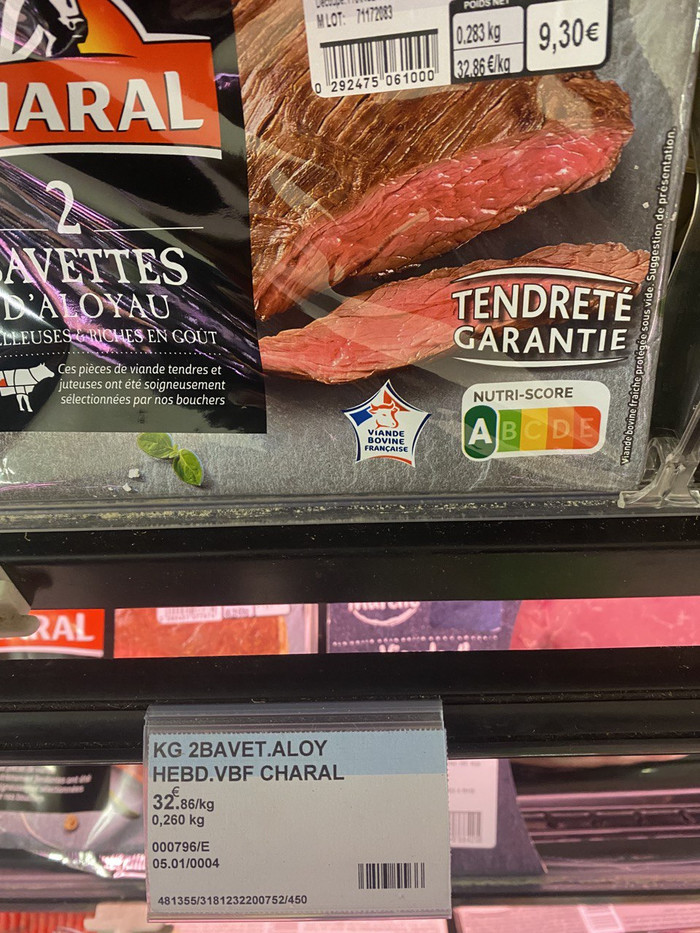 M LOT: 71172083
POIDS NET
0,283 kg
32,86 €/kg
9,30€
0 292475 061000
HARAL
2
BAVETTES
D'ALOYAU
& RICHES EN GOÛT
Ces pièces de viande tendres et
juteuses ont été soigneusement
sélectionnées par nos bouchers
TENDRETÉ
GARANTIE
VIANDE
BOVINE
FRANÇAISE
NUTRI-SCORE
A B C D E
Viande bovine fraîche protégée sous vide. Suggestion de présentation.
RAL
KG 2BAVET.ALOY
HEBD.VBF CHARAL
32.€86/kg
0,260 kg
000796/E
05.01/0004
481355/3181232200752/450